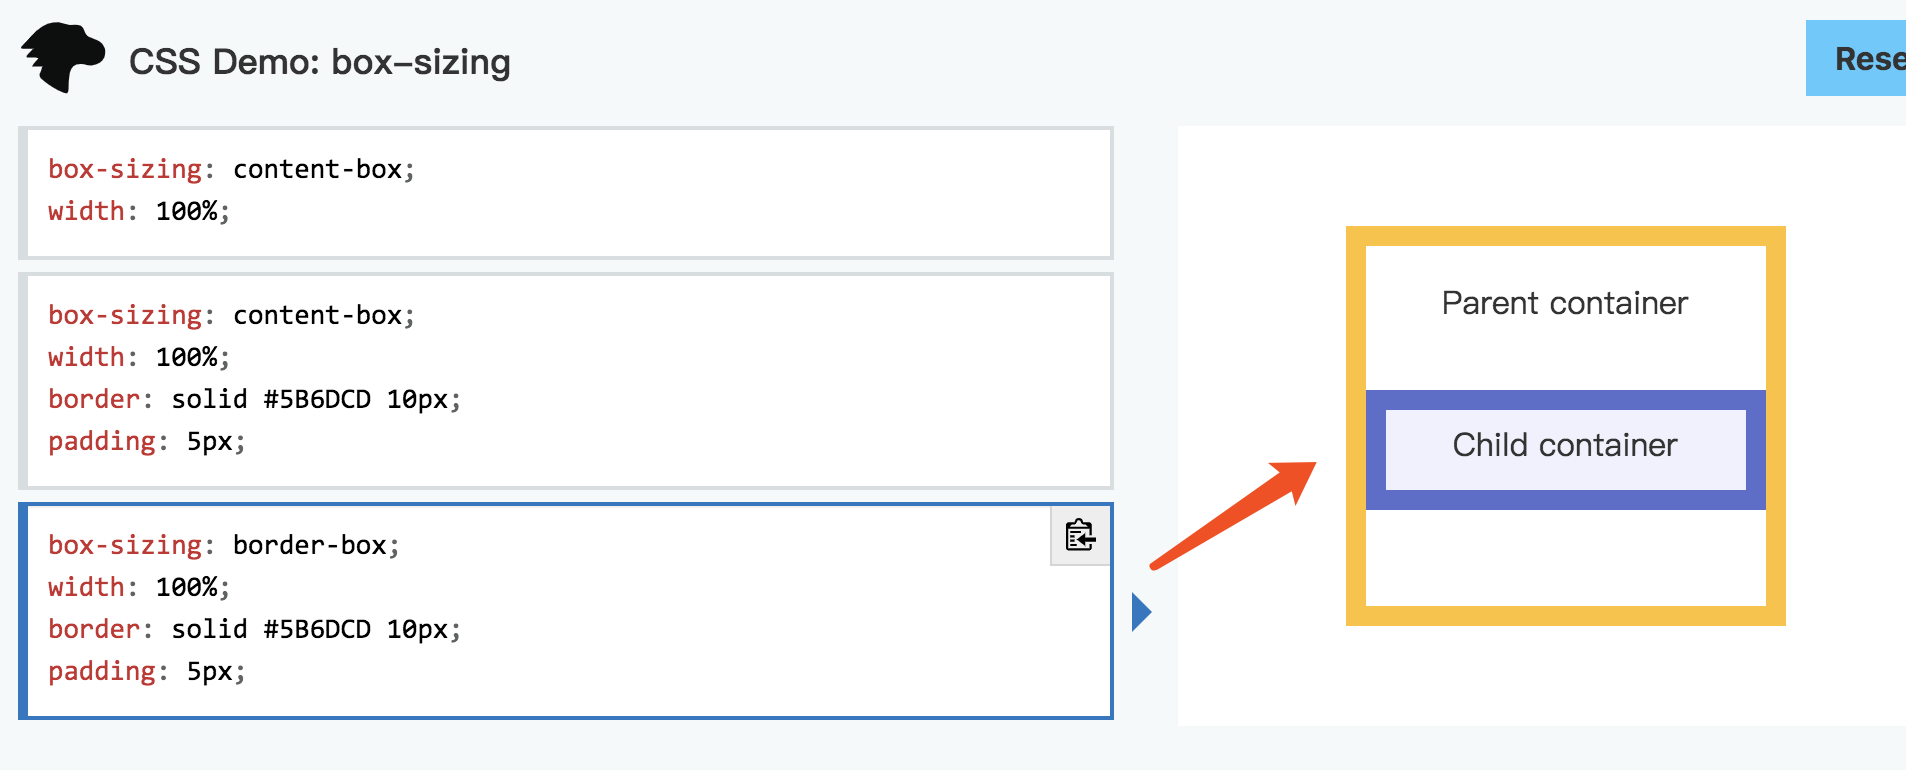 CSS Demo: box-sizing
Rese
box-sizing: content-box;
width: 100%;
box-sizing: content-box;
width: 100%;
border: solid #5B6DCD 10px;
padding: 5px;
box-sizing: border-box;
width: 100%;
border: solid #5B6DCD 10px;
padding: 5px;
Parent container
Child container